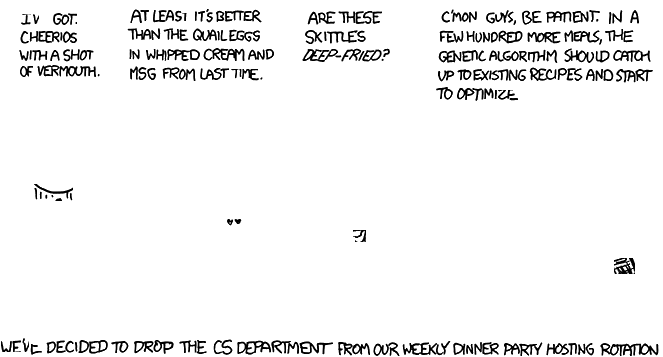 I'V GOT.
CHEERIOS
WITH A SHOT
OF VERMOUTH.
AT LEAST IT'S BETTER
THAN THE QUAIL EGGS
IN WHIPPED CREAM AND
MSG FROM LAST TIME.
ARE THESE
SKITTLES
DEEP-FRIED?
C'MON GUYS, BE PATIENT. IN A
FEW HUNDRED MORE MEALS, THE
GENETIC ALGORITHM SHOULD CATCH
UP TO EXISTING RECIPES AND START
TO OPTIMIZE
WE'VE DECIDED TO DROP THE CS DEPARTMENT FROM OUR WEEKLY DINNER PARTY HOSTING ROTATION